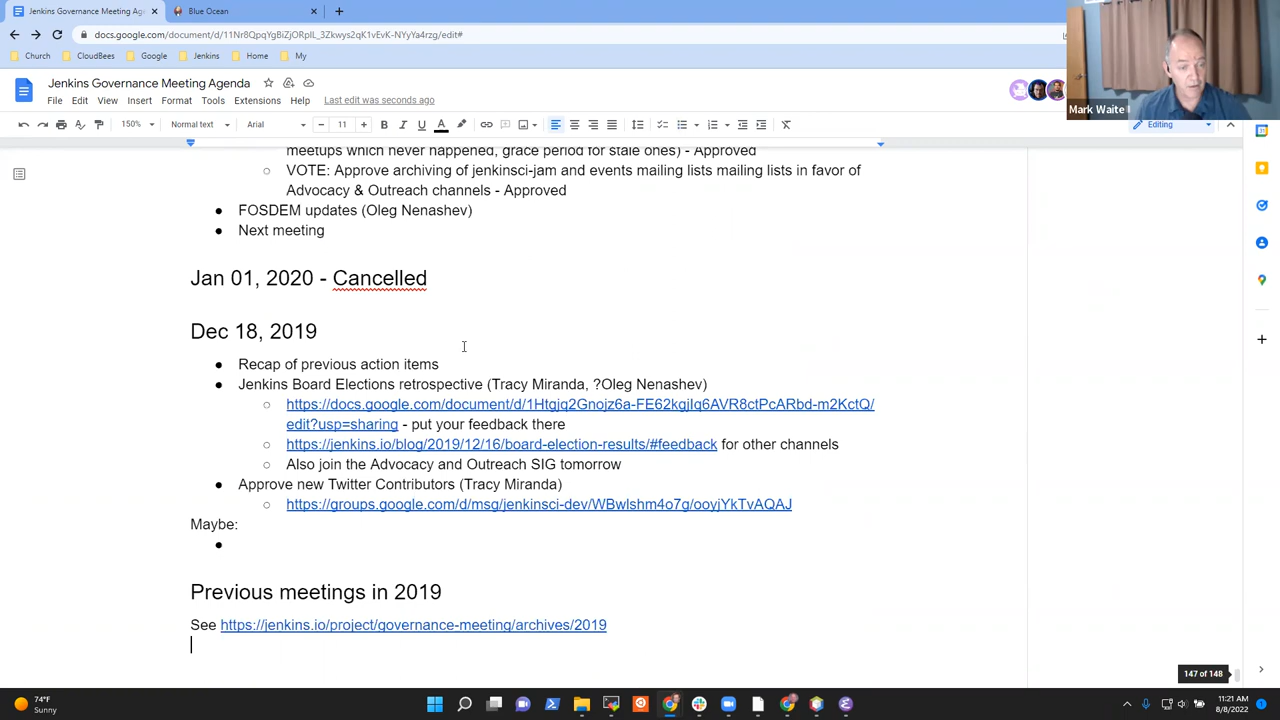 Jenkins Governance Meeting Age
Blue Ocean
docs.google.com/document/d/11Nr8QpqYgBiZjORpIL_3Zkwys2qK1vEvK-NYyYa4rzg/edit#
Church
CloudBees
Google
Jenkins
Home
My
Jenkins Governance Meeting Agenda
File Edit View Insert Format Tools Extensions Help Last edit was seconds ago
150% Normal text Arial 11 Editing
Mark Waite
meetups which never happened, grace period for stale ones) - Approved
VOTE: Approve archiving of jenkinsci-jam and events mailing lists mailing lists in favor of
Advocacy & Outreach channels - Approved
FOSDEM updates (Oleg Nenashev)
Next meeting
Jan 01, 2020 - Cancelled
Dec 18, 2019
Recap of previous action items
Jenkins Board Elections retrospective (Tracy Miranda, ?Oleg Nenashev)
https://docs.google.com/document/d/1Htqjq2Gnojz6a-FE62kgjIq6AVR8ctPcARbd-m2KctQ/
edit?usp=sharing - put your feedback there
https://jenkins.io/blog/2019/12/16/board-election-results/#feedback for other channels
Also join the Advocacy and Outreach SIG tomorrow
Approve new Twitter Contributors (Tracy Miranda)
https://groups.google.com/d/msg/jenkinsci-dev/WBwlshm4o7g/ooyjYkTvAQAJ
Maybe:
Previous meetings in 2019
See https://jenkins.io/project/governance-meeting/archives/2019
147 of 148
74°F
Sunny
11:21 AM
8/8/2022